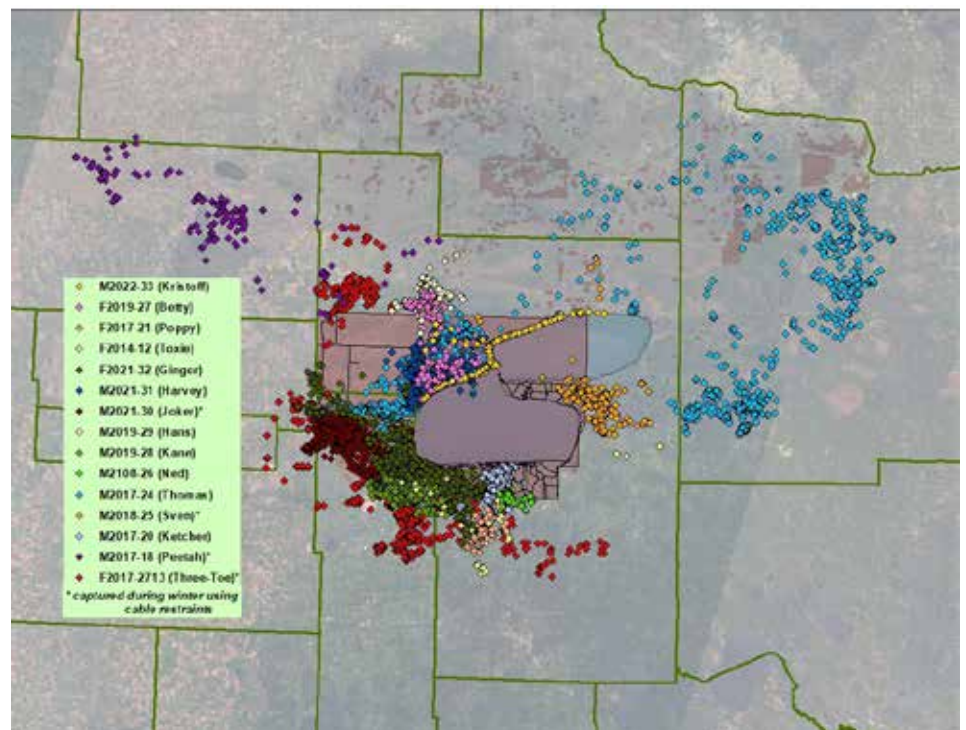 M2022-33 (Kristoff)
F2019-27 (Betty)
F2017-21 (Poppy)
F2014-12 (Toxie)
F2021-32 (Ginger)
M2021-31 (Harvey)
M2021-30 (Joker)*
M2019-29 (Hans)
M2019-28 (Kane)
M2108-26 (Ned)
M2017-24 (Thomas)
M2018-25 (Sven)*
M2017-20 (Ketcher)
M2017-18 (Peetah)*
F2017-2713 (Three-Toe)*
* captured during winter using
cable restraints